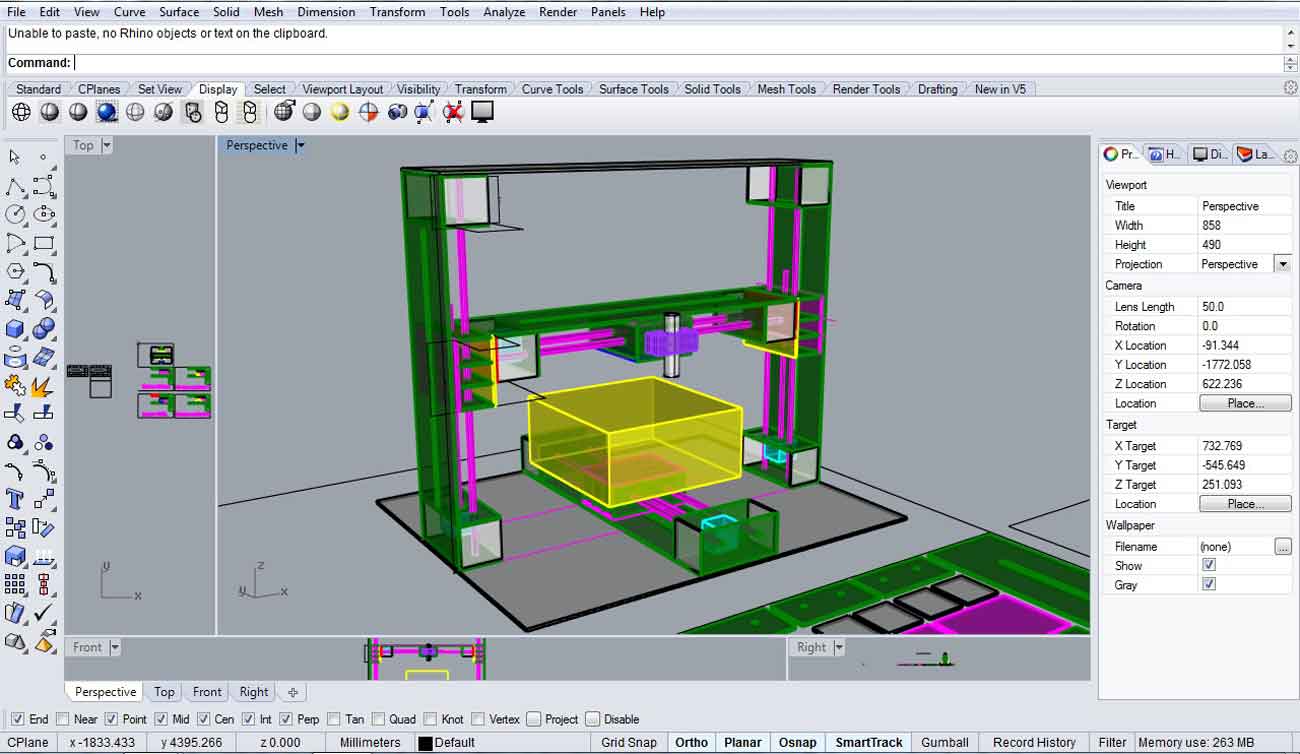 File Edit View Curve Surface Solid Mesh Dimension Transform Tools Analyze Render Panels Help
Unable to paste, no Rhino objects or text on the clipboard.
Command:
Standard CPlanes Set View Display Select Viewport Layout Visibility Transform Curve Tools Surface Tools Solid Tools Mesh Tools Render Tools Drafting New in V5
Top
Perspective
Pr... H... Di... La...
Viewport
Title Perspective
Width 858
Height 490
Projection Perspective
Camera
Lens Length 50.0
Rotation 0.0
X Location -91.344
Y Location -1772.058
Z Location 622.236
Location Place...
Target
X Target 732.769
Y Target -545.649
Z Target 251.093
Location Place...
Wallpaper
Filename (none) ...
Show
Gray
y
x
z
y
x
Front
Right
Perspective Top Front Right
End Near Point Mid Cen Int Perp Tan Quad Knot Vertex Project Disable
CPlane x -1833.433 y 4395.266 z 0.000 Millimeters Default Grid Snap Ortho Planar Osnap SmartTrack Gumball Record History Filter Memory use: 263 MB